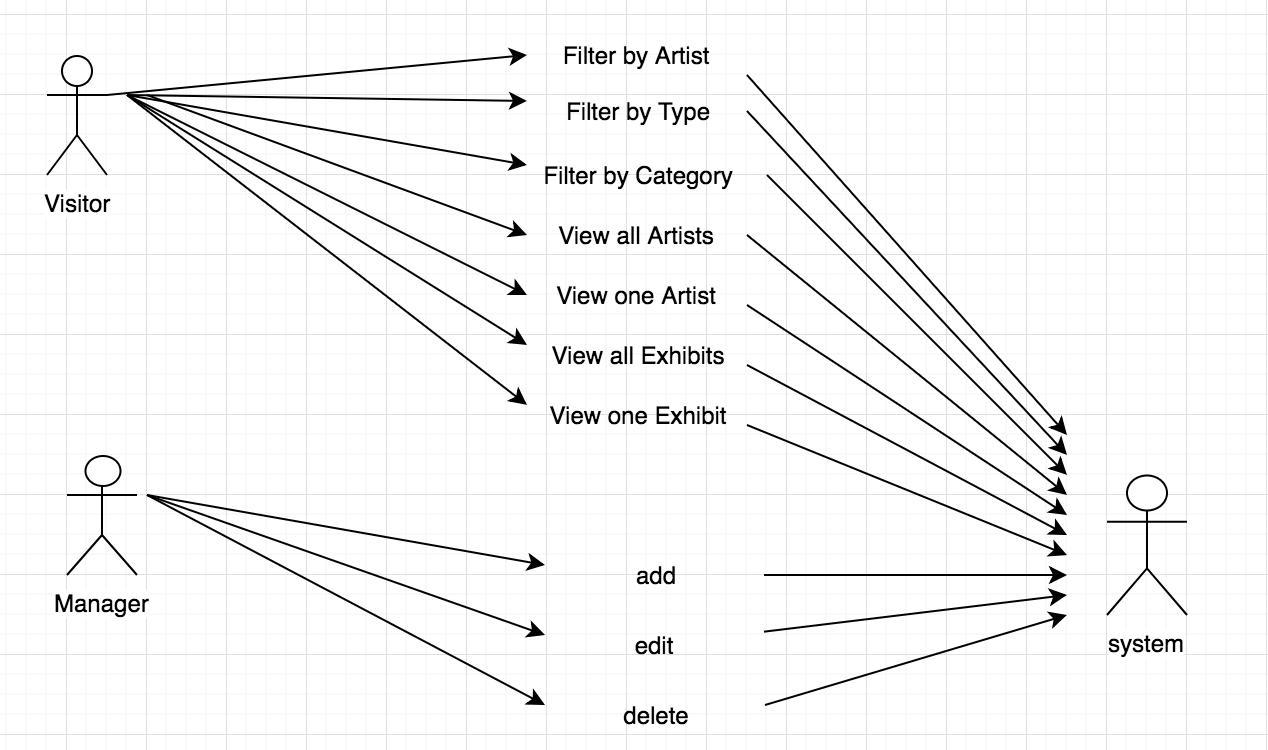 Filter by Artist
Filter by Type
Filter by Category
Visitor
View all Artists
View one Artist
View all Exhibits
View one Exhibit
Manager
add
edit
delete
system